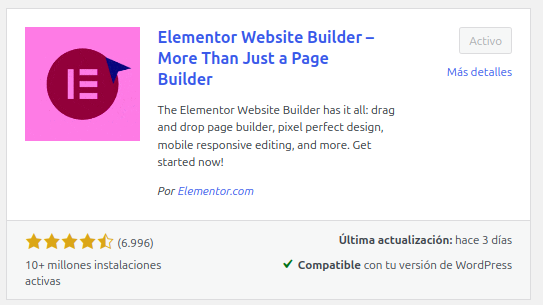 Elementor Website Builder –
More Than Just a Page
Builder
Activo
Más detalles
The Elementor Website Builder has it all: drag
and drop page builder, pixel perfect design,
mobile responsive editing, and more. Get
started now!
Por Elementor.com
(6.996)
10+ millones instalaciones
activas
Última actualización: hace 3 días
Compatible con tu versión de WordPress